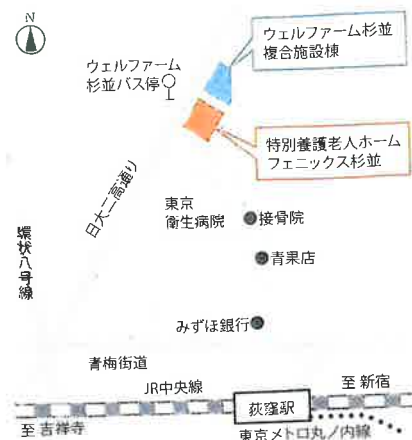 N
ウェルファーム杉並
複合施設棟
ウェルファーム
杉並バス停
特別養護老人ホーム
フェニックス杉並
日大二高通り
東京
衛生病院
接骨院
環状八号線
青果店
みずほ銀行
青梅街道
JR中央線
荻窪駅
至 新宿
至 吉祥寺
東京メトロ丸ノ内線